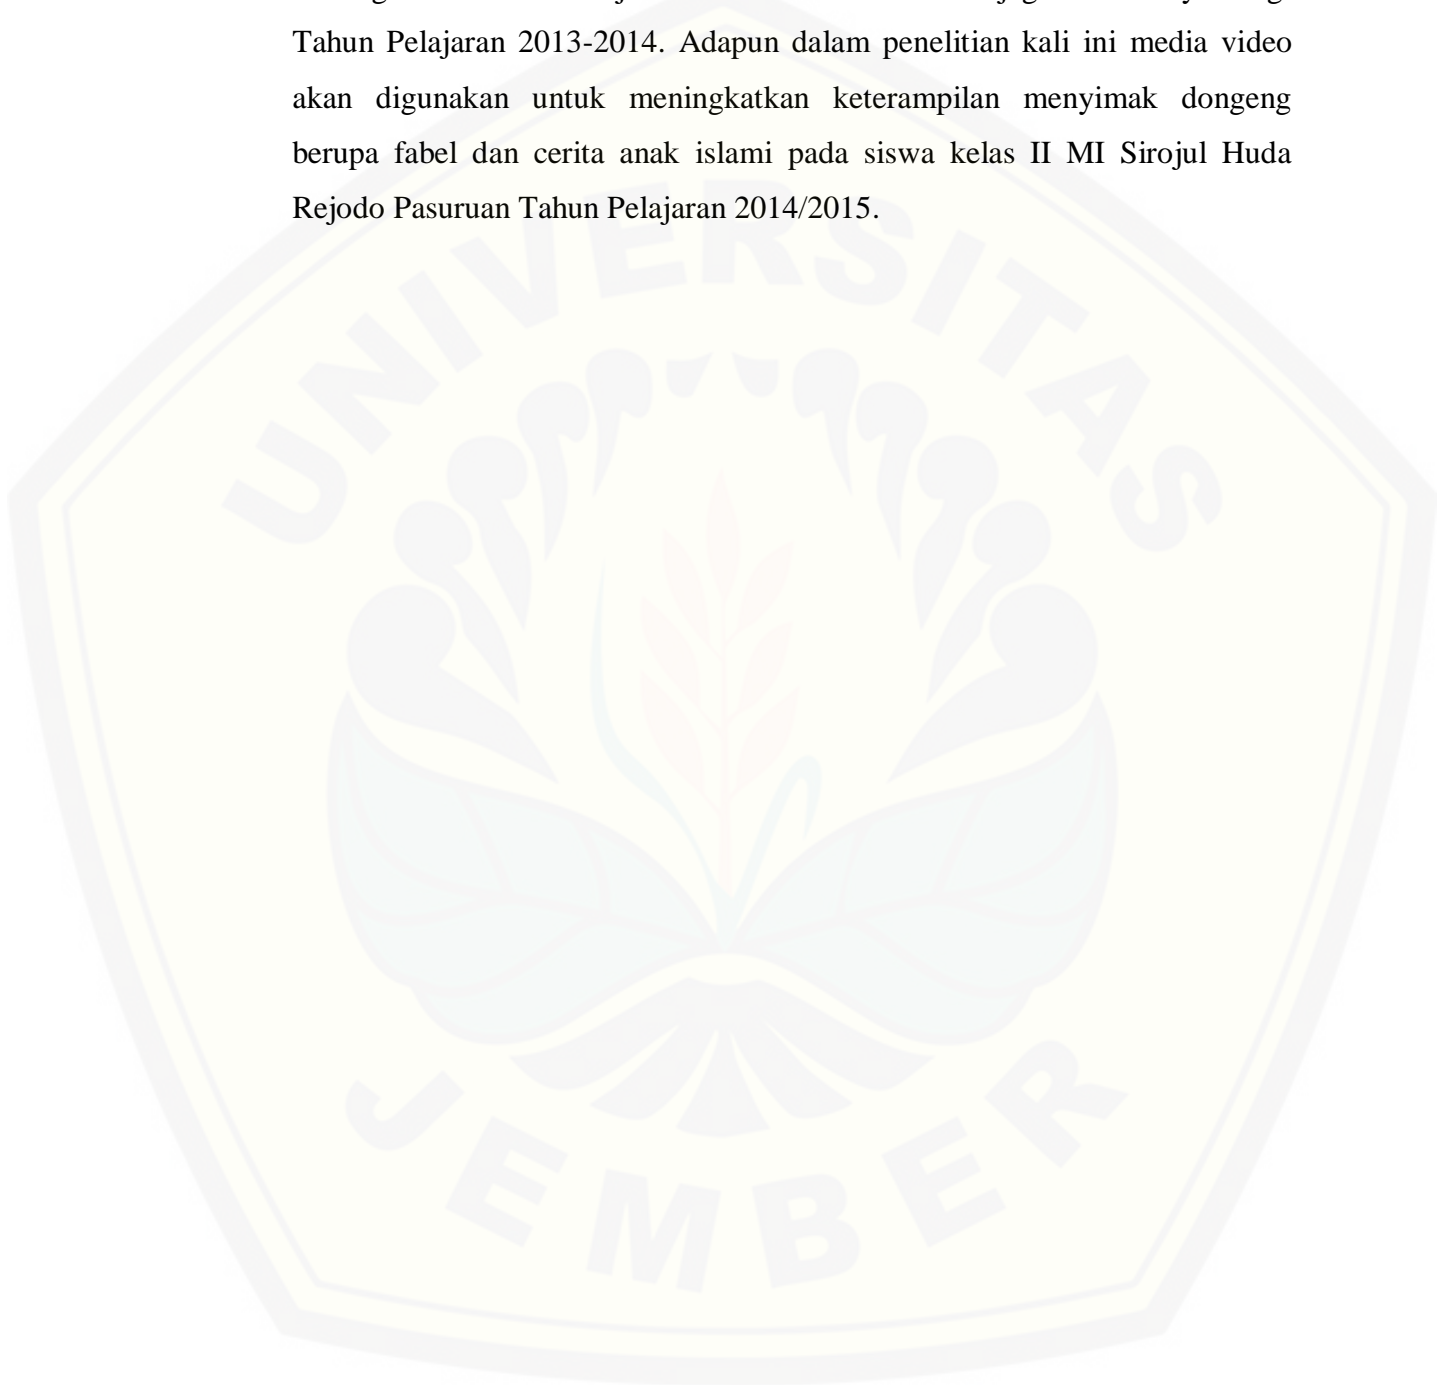 Tahun Pelajaran 2013-2014. Adapun dalam penelitian kali ini media video
akan digunakan untuk meningkatkan keterampilan menyimak dongeng
berupa fabel dan cerita anak islami pada siswa kelas II MI Sirojul Huda
Rejodo Pasuruan Tahun Pelajaran 2014/2015.
UNIVERSITAS
JEMBER